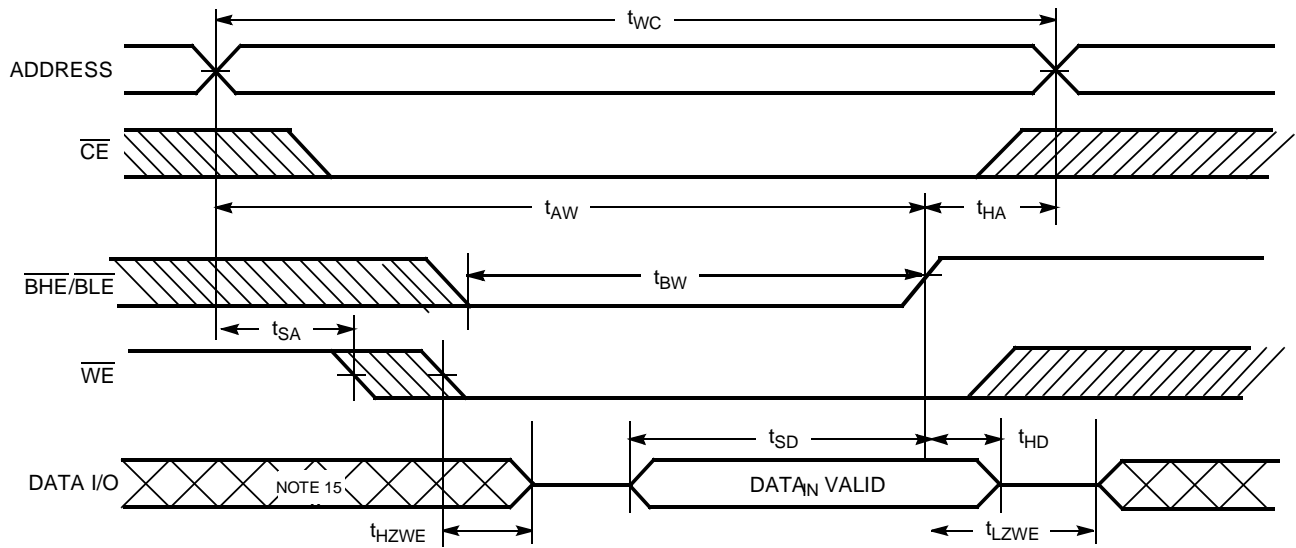 tWC
ADDRESS
CE
tAW
tHA
BHE/BLE
tBW
tSA
WE
tSD
tHD
DATA I/O
NOTE 15
DATAIN VALID
tHZWE
tLZWE